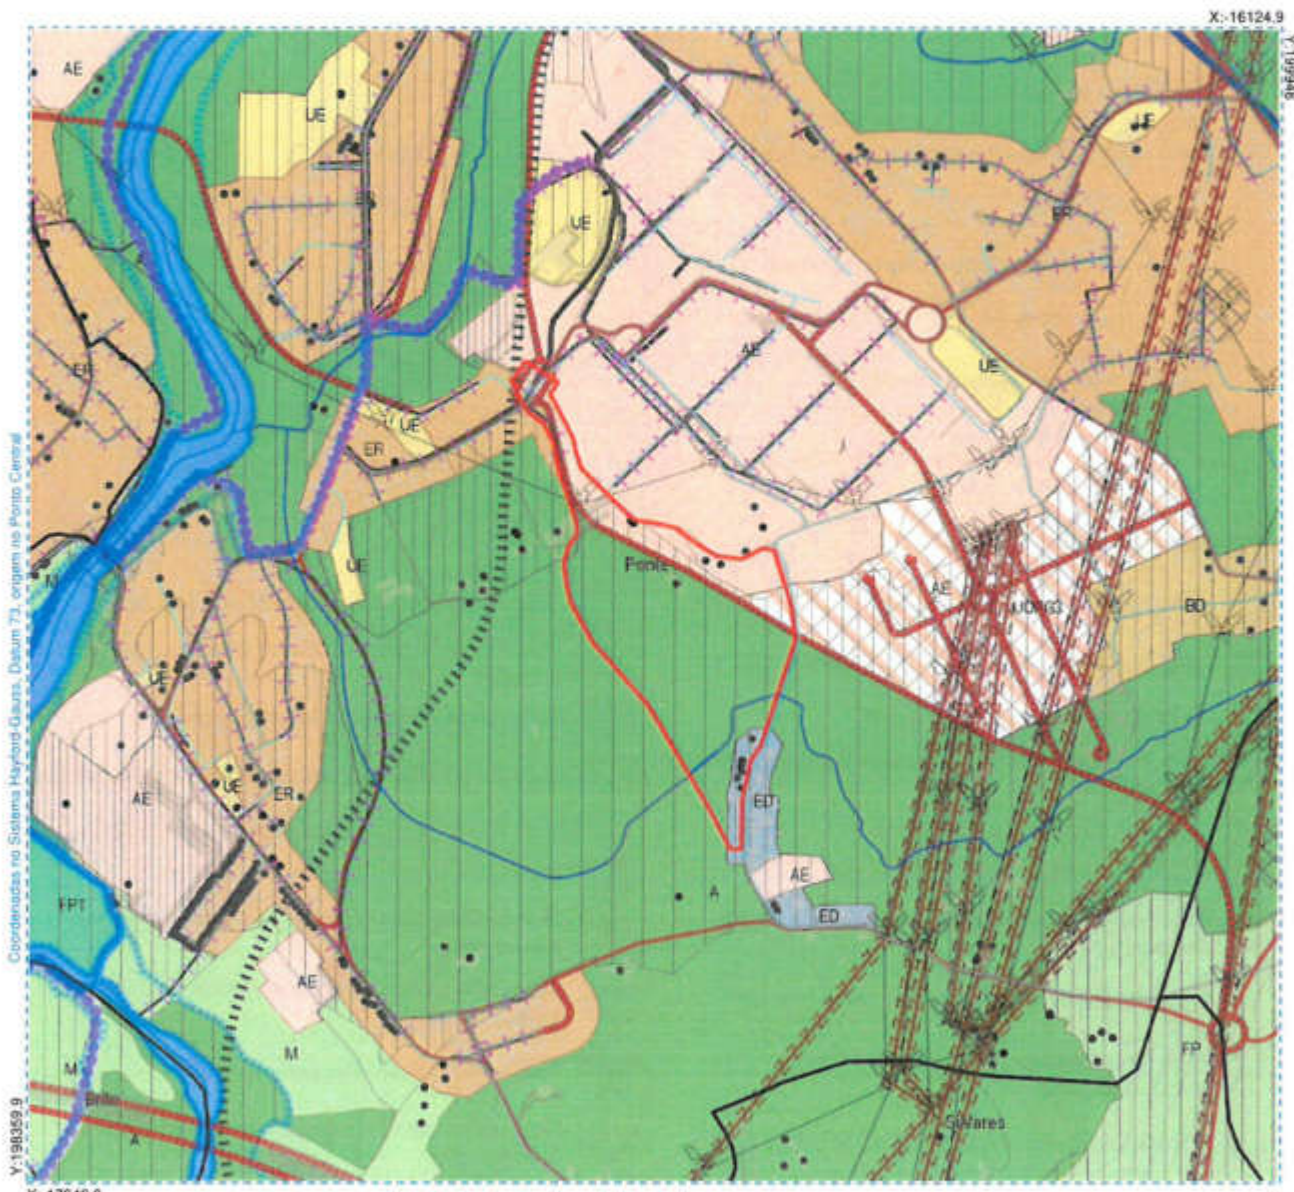 X:-16124.9
Y:199946
AE
UE
UE
ER
ER
UE
AE
UE
ER
UE
ER
UE
Fonte
AE
UOPG3
BD
UE
AE
UE
ER
ED
AE
A
ED
FPT
AE
M
M
FP
Silvares
A
M
Coordenadas no Sistema Hayford-Gauss, Datum 73, origem no Ponto Central
Y:198359.9